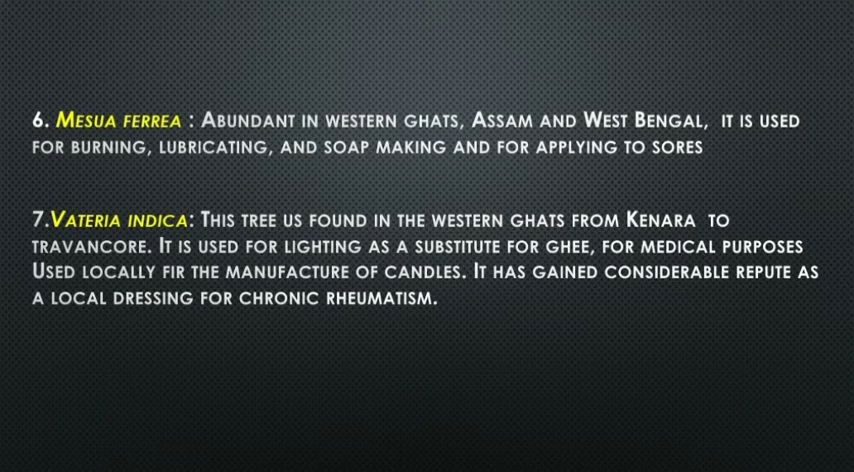 6. Mesua ferrea : Abundant in western ghats, Assam and West Bengal, it is used
for burning, lubricating, and soap making and for applying to sores
7.Vateria indica: This tree us found in the western ghats from Kenara to
travancore. It is used for lighting as a substitute for ghee, for medical purposes
Used locally fir the manufacture of candles. It has gained considerable repute as
a local dressing for chronic rheumatism.